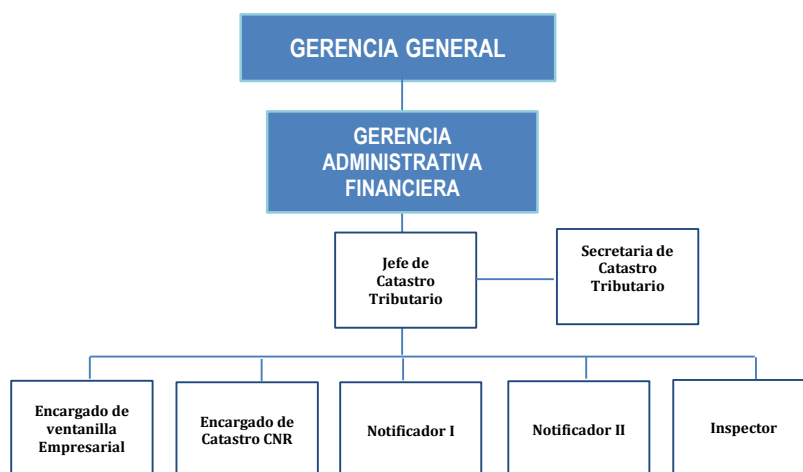 GERENCIA GENERAL
GERENCIA
ADMINISTRATIVA
FINANCIERA
Jefe de
Catastro
Tributario
Secretaria de
Catastro
Tributario
Encargado de
ventanilla
Empresarial
Encargado de
Catastro CNR
Notificador I
Notificador II
Inspector